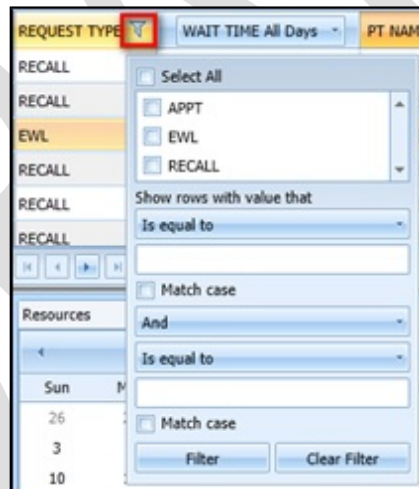 REQUEST TYPE WAIT TIME All Days PT NAM
RECALL
RECALL
EWL
RECALL
RECALL
RECALL
Select All
APPT
EWL
RECALL
Show rows with value that
Is equal to
Match case
And
Is equal to
Match case
Filter Clear Filter
Resources
Sun M
26
3
10